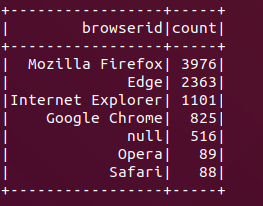 +-----------------+-----+
|        browserid|count|
+-----------------+-----+
|  Mozilla Firefox| 3976|
|             Edge| 2363|
|Internet Explorer| 1101|
|    Google Chrome|  825|
|             null|  516|
|            Opera|   89|
|           Safari|   88|
+-----------------+-----+